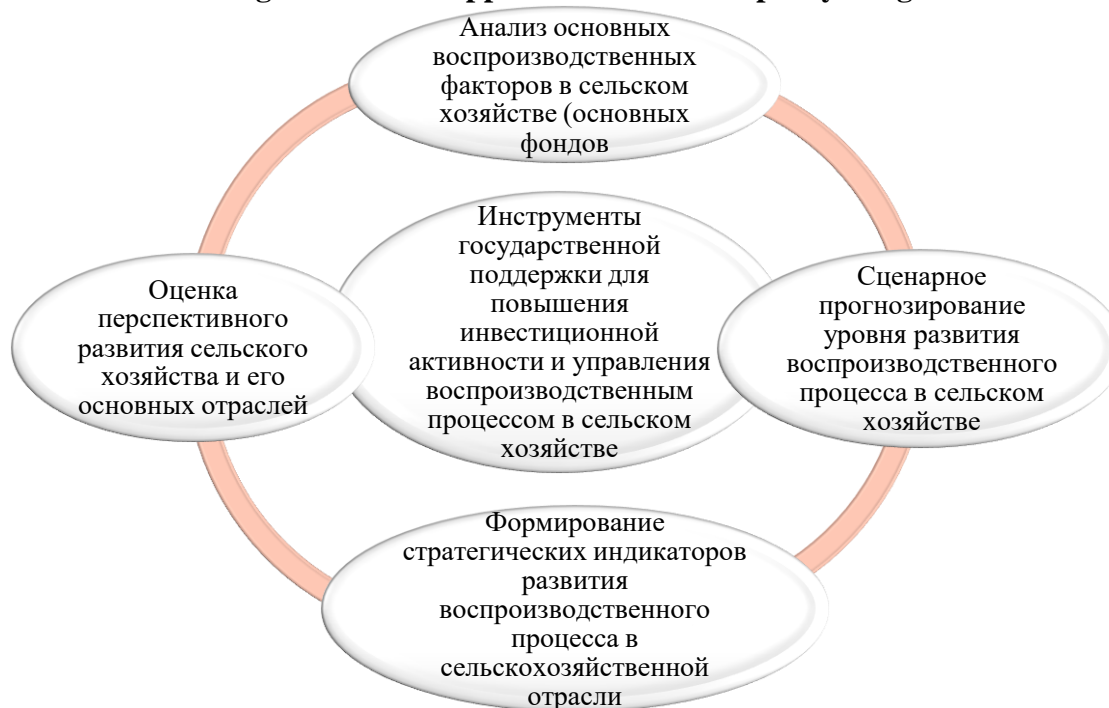 Анализ основных
воспроизводственных
факторов в сельском
хозяйстве (основных
фондов
Инструменты
государственной
поддержки для
повышения
инвестиционной
активности и управления
воспроизводственным
процессом в сельском
хозяйстве
Оценка
перспективного
развития сельского
хозяйства и его
основных отраслей
Сценарное
прогнозирование
уровня развития
воспроизводственного
процесса в сельском
хозяйстве
Формирование
стратегических индикаторов
развития
воспроизводственного
процесса в
сельскохозяйственной
отрасли